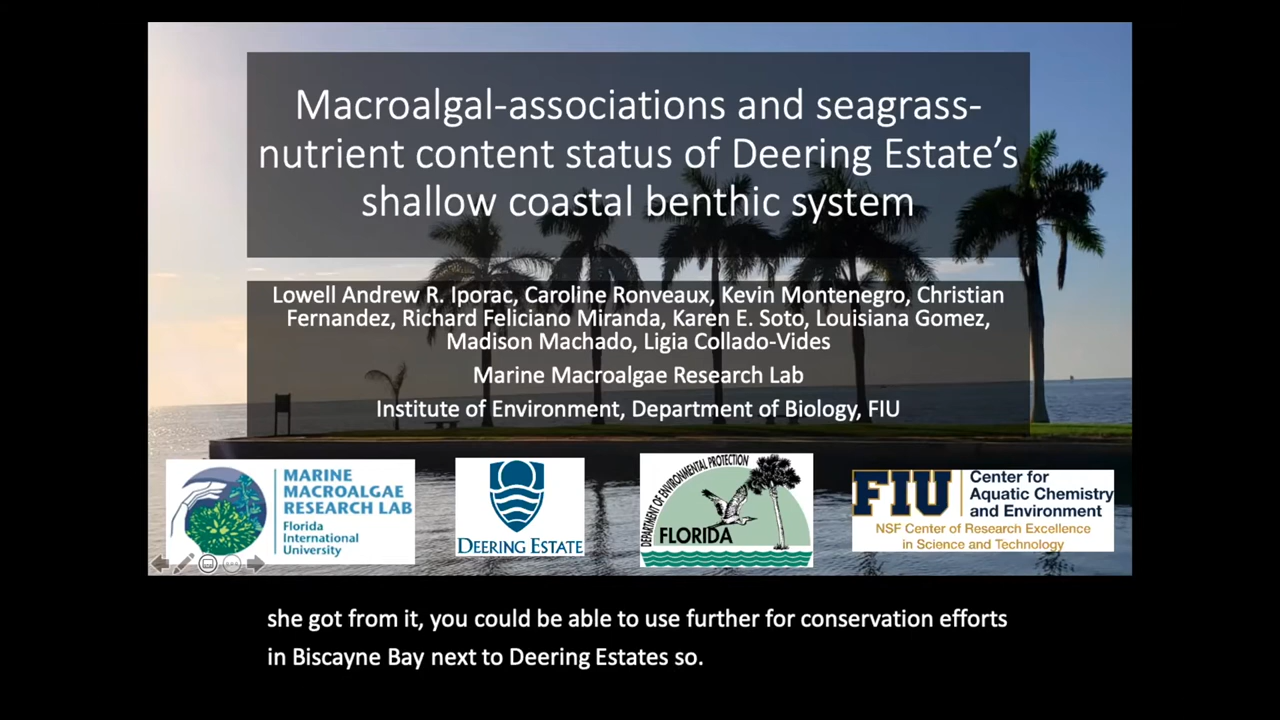 Macroalgal-associations and seagrass-
nutrient content status of Deering Estate’s
shallow coastal benthic system
Lowell Andrew R. Iporac, Caroline Ronveaux, Kevin Montenegro, Christian
Fernandez, Richard Feliciano Miranda, Karen E. Soto, Louisiana Gomez,
Madison Machado, Ligia Collado-Vides
Marine Macroalgae Research Lab
Institute of Environment, Department of Biology, FIU
MARINE
MACROALGAE
RESEARCH LAB
Florida
International
University
DEERING ESTATE
DEPARTMENT OF ENVIRONMENTAL PROTECTION
FLORIDA
FIU
Center for
Aquatic Chemistry
and Environment
NSF Center of Research Excellence
in Science and Technology
she got from it, you could be able to use further for conservation efforts
in Biscayne Bay next to Deering Estates so.